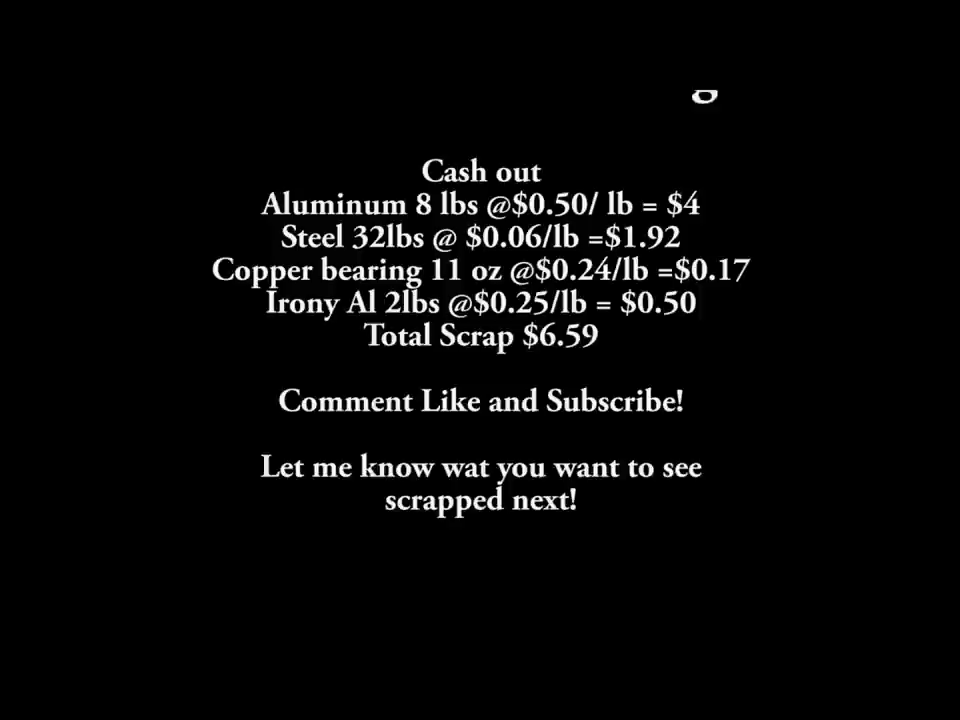 Cash out
Aluminum 8 lbs @$0.50/ lb = $4
Steel 32lbs @ $0.06/lb =$1.92
Copper bearing 11 oz @$0.24/lb =$0.17
Irony Al 2lbs @$0.25/lb = $0.50
Total Scrap $6.59
Comment Like and Subscribe!
Let me know wat you want to see
scrapped next!